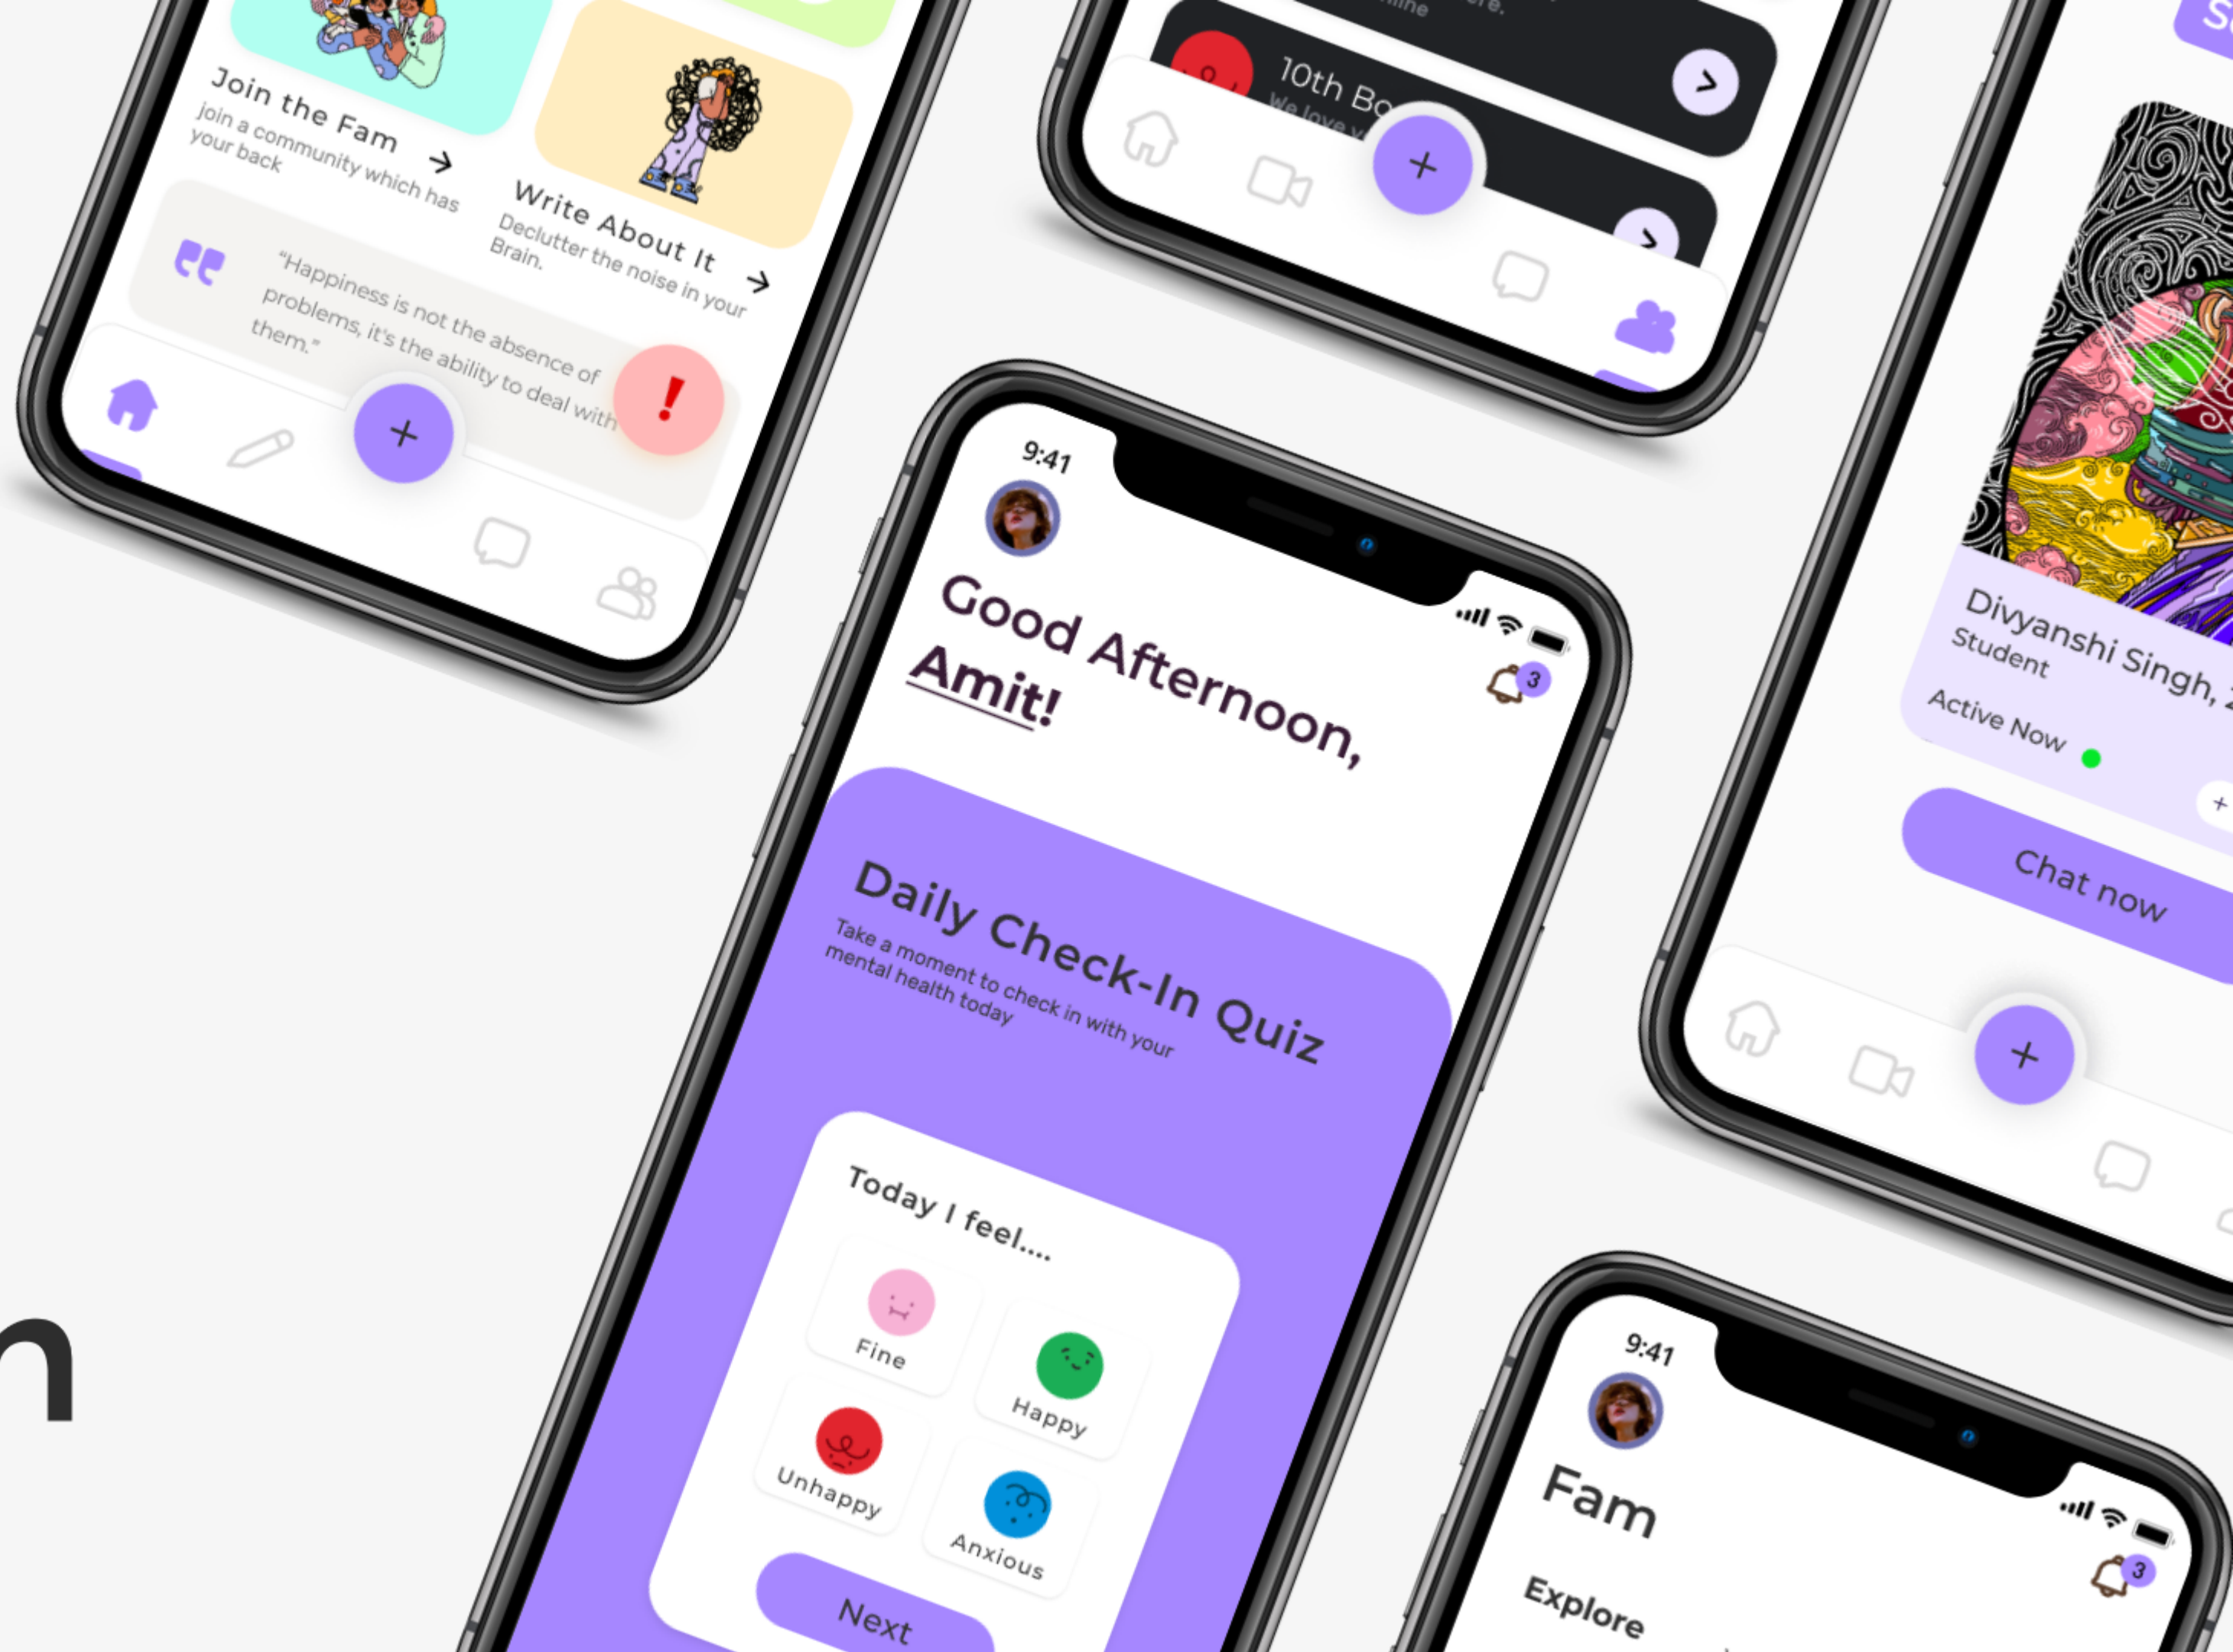 Join the Fam
join a community which has
your back
Write About It
Declutter the noise in your
Brain.
“Happiness is not the absence of
problems, it's the ability to deal with
them.”
10th Bo
We love
9:41
Good Afternoon,
Amit!
3
Daily Check-In Quiz
Take a moment to check in with your
mental health today
Today I feel....
Fine
Happy
Unhappy
Anxious
Next
Divyanshi Singh,
Student
Active Now
Chat now
9:41
Fam
3
Explore
n